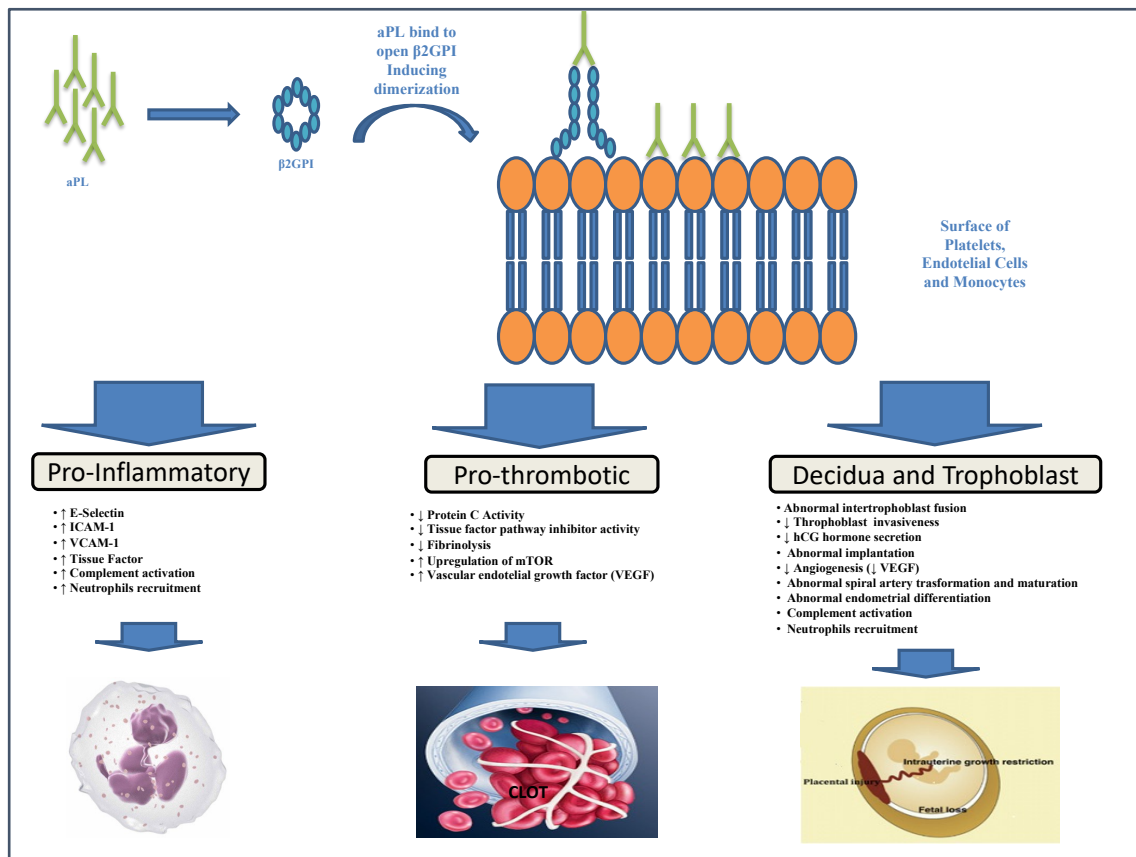 aPL bind to
open β2GPI
Inducing
dimerization
aPL
β2GPI
Surface of
Platelets,
Endotelial Cells
and Monocytes
Pro-Inflammatory
• ↑ E-Selectin
• ↑ ICAM-1
• ↑ VCAM-1
• ↑ Tissue Factor
• ↑ Complement activation
• ↑ Neutrophils recruitment
Pro-thrombotic
• ↓ Protein C Activity
• ↓ Tissue factor pathway inhibitor activity
• ↓ Fibrinolysis
• ↑ Upregulation of mTOR
• ↑ Vascular endotelial growth factor (VEGF)
Decidua and Trophoblast
• Abnormal intertrophoblast fusion
• ↓ Throphoblast invasiveness
• ↓ hCG hormone secretion
• Abnormal implantation
• ↓ Angiogenesis (↓ VEGF)
• Abnormal spiral artery trasformation and maturation
• Abnormal endometrial differentiation
• Complement activation
• Neutrophils recruitment
CLOT
Intrauterine growth restriction
Placental injury
Fetal loss